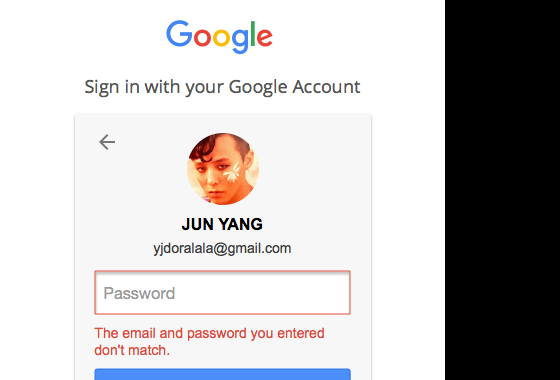 Google
Sign in with your Google Account
JUN YANG
yjdoralala@gmail.com
Password
The email and password you entered
don't match.